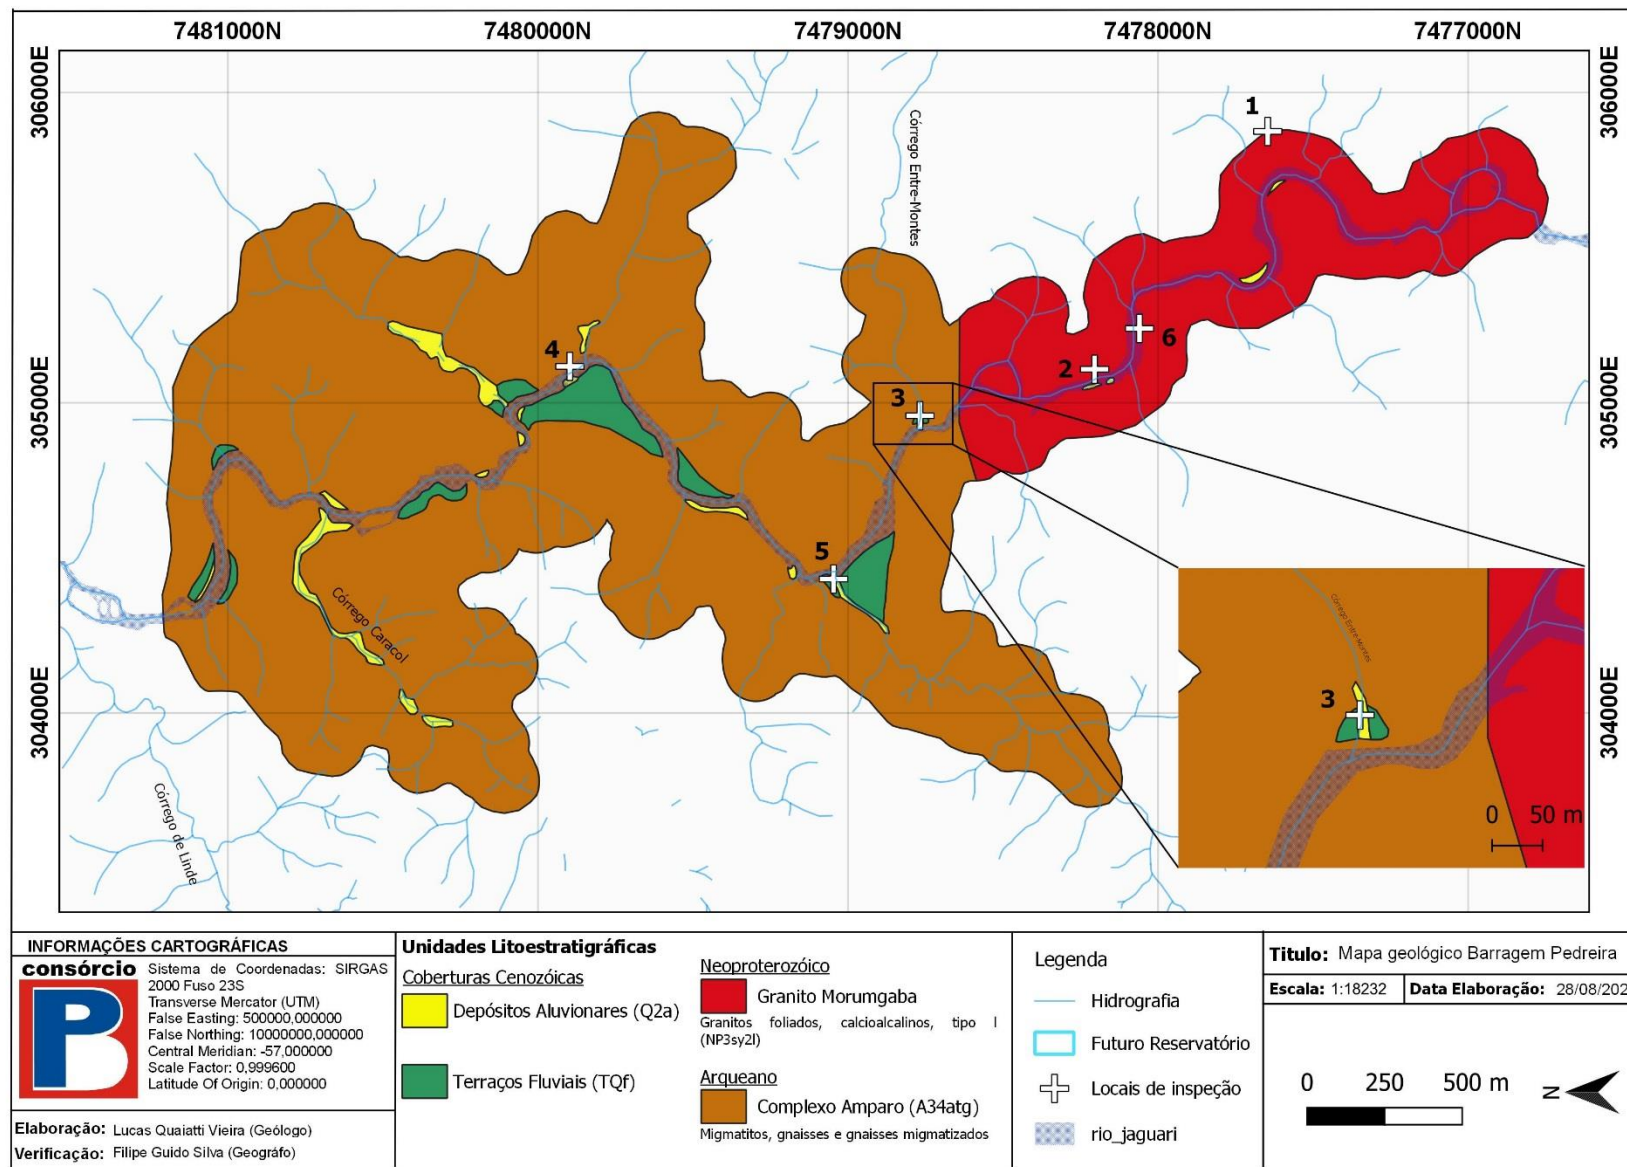 7481000N 7480000N 7479000N 7478000N 7477000N
306000E
306000E
305000E
305000E
304000E
304000E
Córrego Entre-Montes
1
2
3
4
5
6
Córrego Caracol
Córrego de Linde
Córrego Entre-Montes
3
0 50 m
INFORMAÇÕES CARTOGRÁFICAS
consórcio
BP
Sistema de Coordenadas: SIRGAS
2000 Fuso 23S
Transverse Mercator (UTM)
False Easting: 500000,000000
False Northing: 10000000,000000
Central Meridian: -57,000000
Scale Factor: 0,999600
Latitude Of Origin: 0,000000
Elaboração: Lucas Quaiatti Vieira (Geólogo)
Verificação: Filipe Guido Silva (Geográfo)
Unidades Litoestratigráficas
Coberturas Cenozóicas
Depósitos Aluvionares (Q2a)
Terraços Fluviais (TQf)
Neoproterozóico
Granito Morumgaba
Granitos foliados, calcioalcalinos, tipo I
(NP3sy2I)
Arqueano
Complexo Amparo (A34atg)
Migmatitos, gnaisses e gnaisses migmatizados
Legenda
Hidrografia
Futuro Reservatório
Locais de inspeção
rio_jaguari
Titulo: Mapa geológico Barragem Pedreira
Escala: 1:18232 Data Elaboração: 28/08/202
0 250 500 m
N